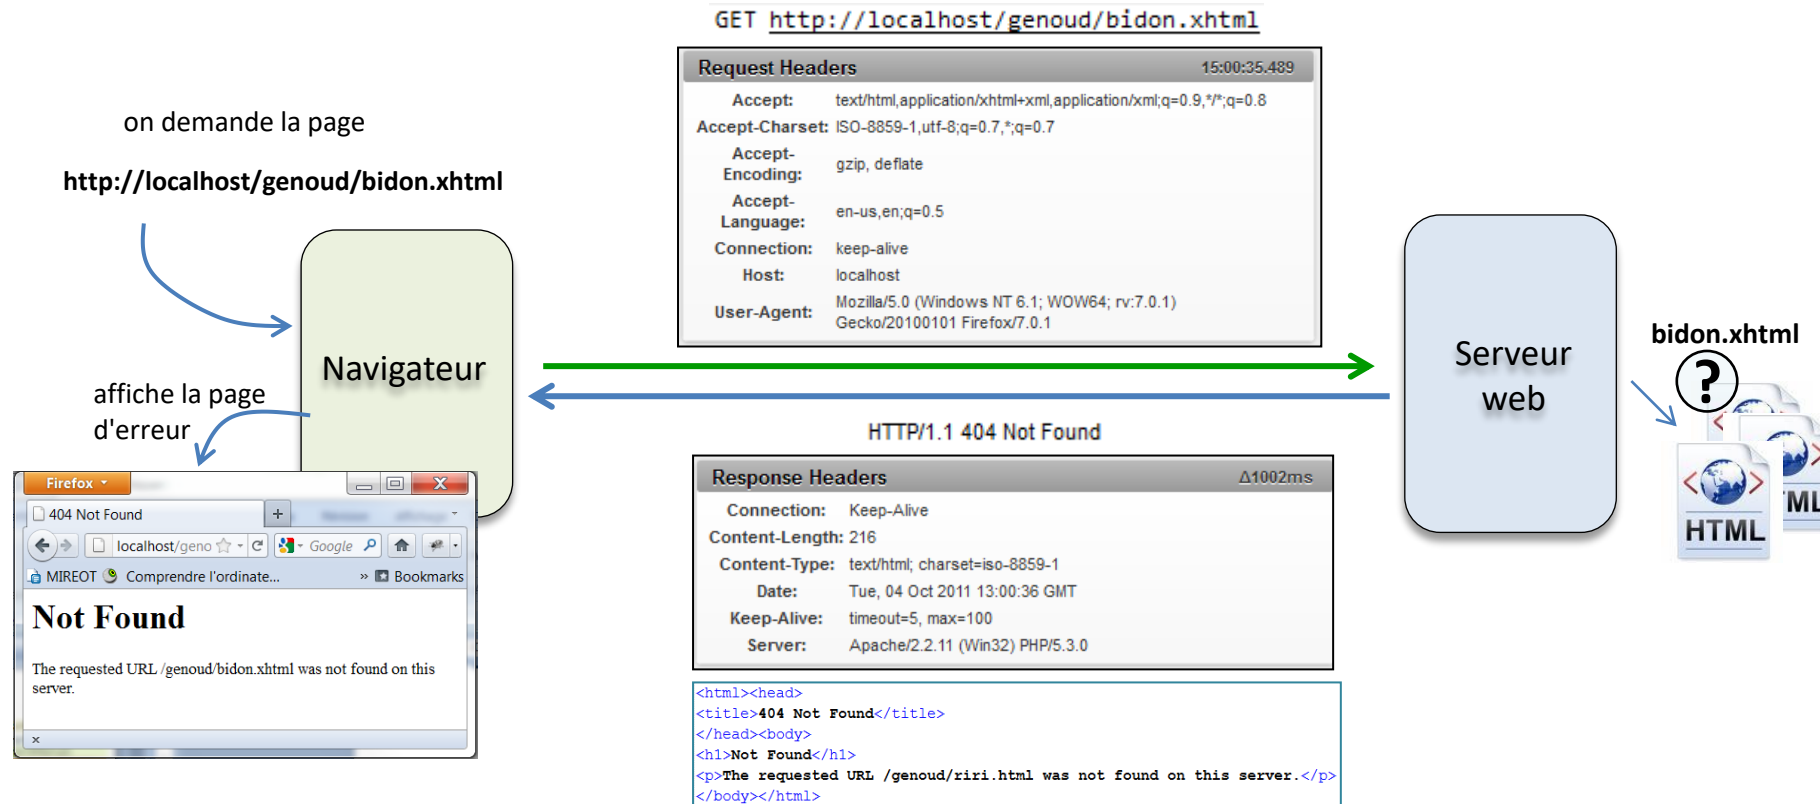 GET http://localhost/genoud/bidon.xhtml
Request Headers 15:00:35.489
Accept: text/html,application/xhtml+xml,application/xml;q=0.9,*/*;q=0.8
Accept-Charset: ISO-8859-1,utf-8;q=0.7,*;q=0.7
Accept-
Encoding: gzip, deflate
Accept-
Language: en-us,en;q=0.5
Connection: keep-alive
Host: localhost
User-Agent: Mozilla/5.0 (Windows NT 6.1; WOW64; rv:7.0.1)
Gecko/20100101 Firefox/7.0.1
on demande la page
http://localhost/genoud/bidon.xhtml
Navigateur
affiche la page
d'erreur
Serveur
web
bidon.xhtml
?
HTML
ML
HTTP/1.1 404 Not Found
Response Headers Δ1002ms
Connection: Keep-Alive
Content-Length: 216
Content-Type: text/html; charset=iso-8859-1
Date: Tue, 04 Oct 2011 13:00:36 GMT
Keep-Alive: timeout=5, max=100
Server: Apache/2.2.11 (Win32) PHP/5.3.0
<html><head>
<title>404 Not Found</title>
</head><body>
<h1>Not Found</h1>
<p>The requested URL /genoud/riri.html was not found on this server.</p>
</body></html>
Firefox
404 Not Found
localhost/geno Google
MIREOT Comprendre l'ordinate... » Bookmarks
Not Found
The requested URL /genoud/bidon.xhtml was not found on this
server.
x